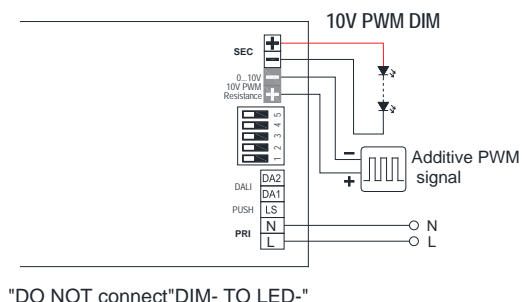 10V PWM DIM
SEC
+
−
0...10V
10V PWM
Resistance
−
+
5
4
3
2
1
−
+
Additive PWM
signal
DALI
DA2
DA1
PUSH
LS
PRI
N
L
N
L
"DO NOT connect"DIM- TO LED-"